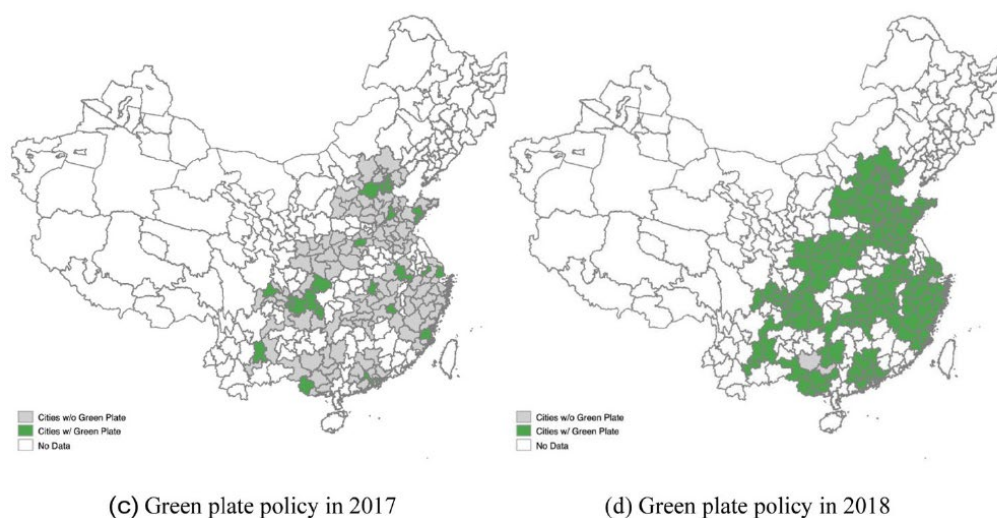 Cities w/o Green Plate
Cities w/ Green Plate
No Data
Cities w/o Green Plate
Cities w/ Green Plate
No Data
(c) Green plate policy in 2017
(d) Green plate policy in 2018